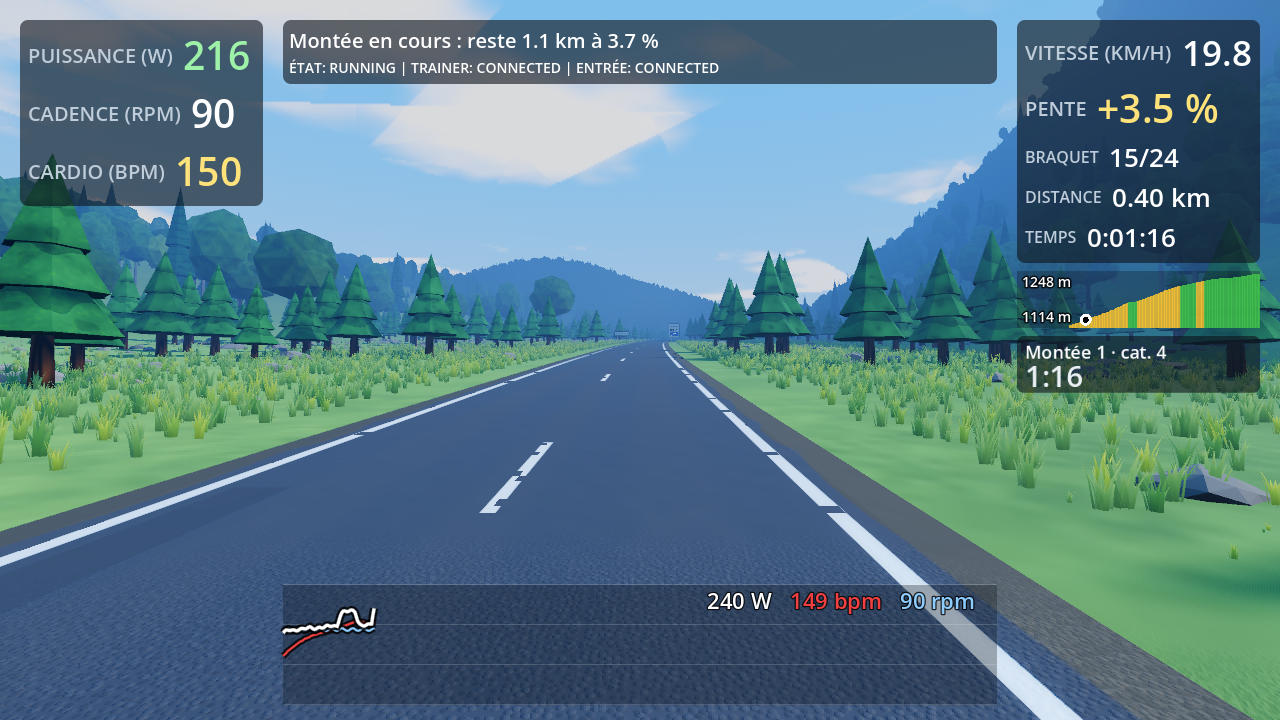 PUISSANCE (W) 216
CADENCE (RPM) 90
CARDIO (BPM) 150
Montée en cours : reste 1.1 km à 3.7 %
ÉTAT: RUNNING | TRAINER: CONNECTED | ENTRÉE: CONNECTED
VITESSE (KM/H) 19.8
PENTE +3.5 %
BRAQUET 15/24
DISTANCE 0.40 km
TEMPS 0:01:16
1248 m
1114 m
Montée 1 · cat. 4
1:16
240 W 149 bpm 90 rpm